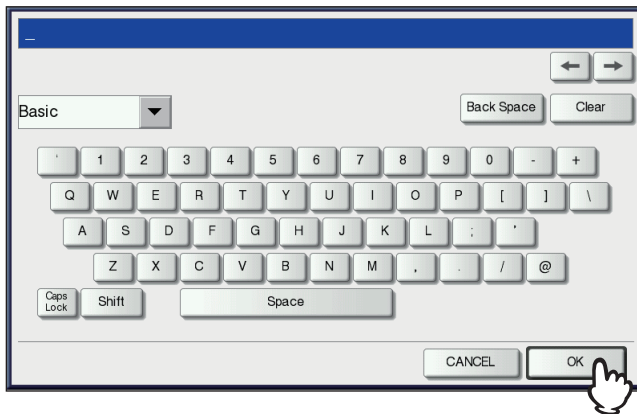 _
← →
Basic Back Space Clear
' 1 2 3 4 5 6 7 8 9 0 - +
Q W E R T Y U I O P [ ] \
A S D F G H J K L ; '
Z X C V B N M , . / @
Caps Lock Shift Space
CANCEL OK